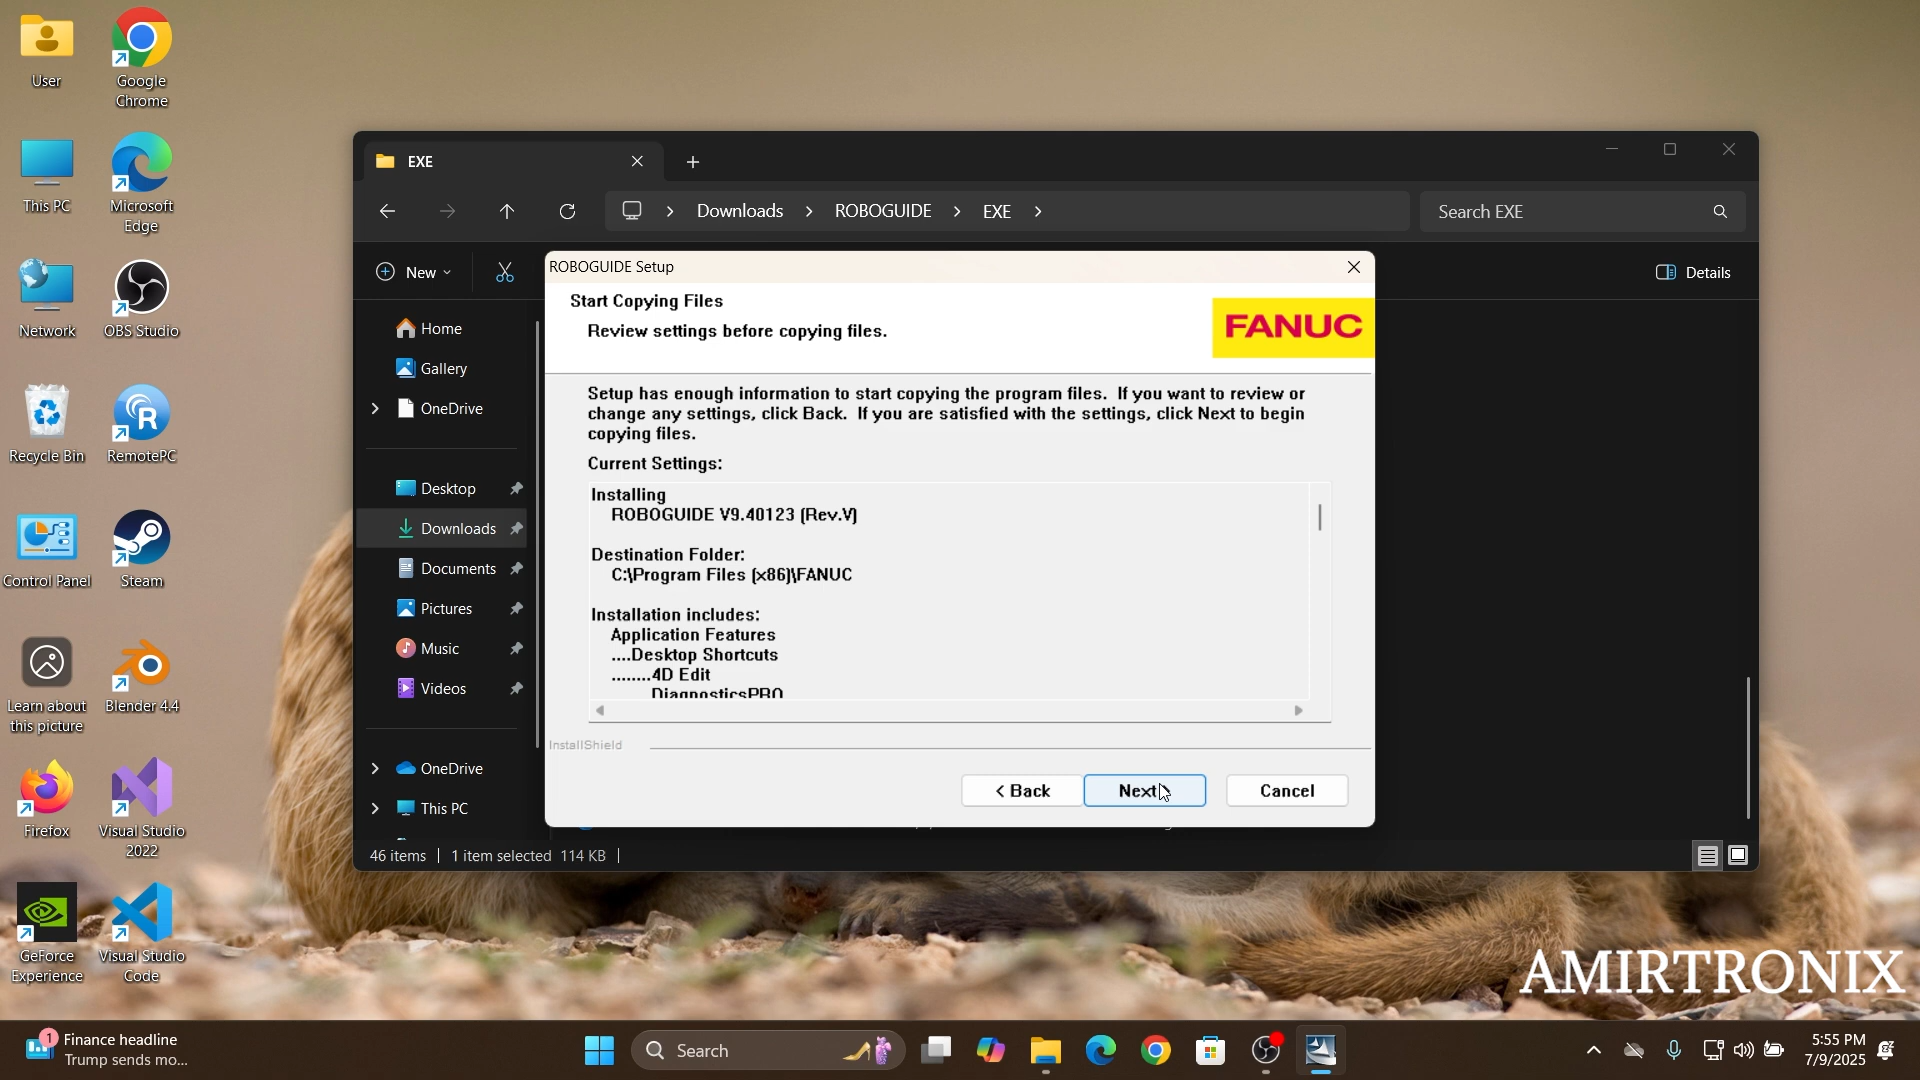 User
Google
Chrome
This PC
Microsoft
Edge
Network
OBS Studio
Recycle Bin
RemotePC
Control Panel
Steam
Learn about
this picture
Blender 4.4
Firefox
Visual Studio
2022
GeForce
Experience
Visual Studio
Code
EXE
Downloads
ROBOGUIDE
EXE
Search EXE
New
Details
Home
Gallery
OneDrive
Desktop
Downloads
Documents
Pictures
Music
Videos
OneDrive
This PC
46 items
1 item selected 114 KB
ROBOGUIDE Setup
Start Copying Files
Review settings before copying files.
FANUC
Setup has enough information to start copying the program files. If you want to review or
change any settings, click Back. If you are satisfied with the settings, click Next to begin
copying files.
Current Settings:
Installing
ROBOGUIDE V9.40123 (Rev.V)
Destination Folder:
C:\Program Files (x86)\FANUC
Installation includes:
Application Features
....Desktop Shortcuts
........4D Edit
DiagnosticsPRO
InstallShield
< Back
Next >
Cancel
AMIRTRONIX
1
Finance headline
Trump sends mo...
Search
5:55 PM
7/9/2025